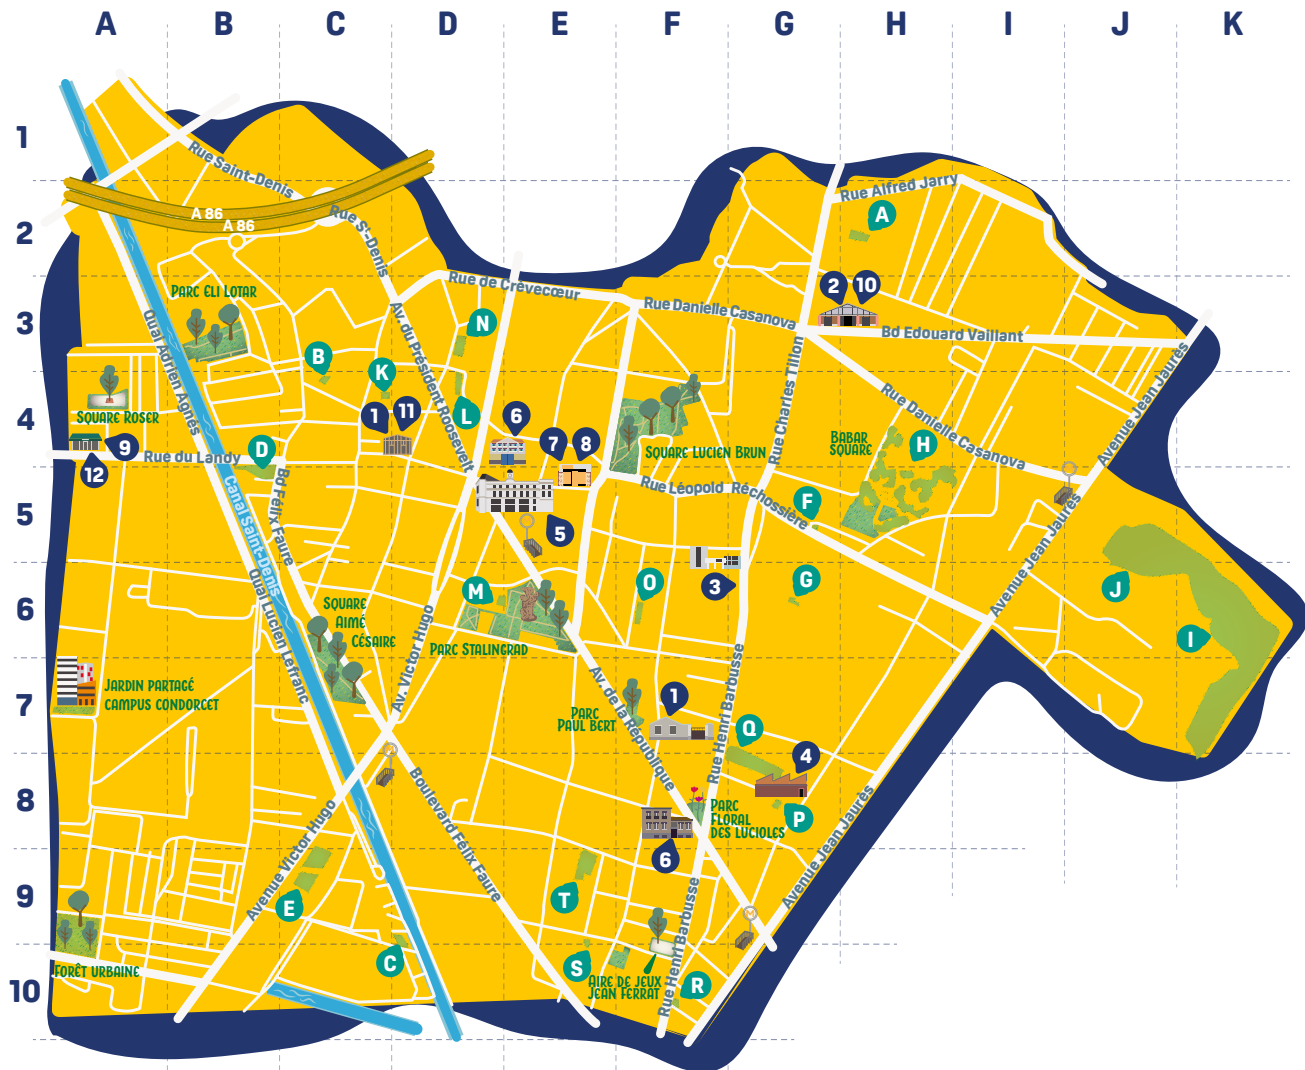 A B C D E F G H I J K
1
2
3
4
5
6
7
8
9
10
Rue Saint-Denis
A 86
A 86
Rue St-Denis
Rue Alfred Jarry
A
Parc Eli Lotar
Rue de Crèvecœur
Rue Danielle Casanova
2
10
Bd Edouard Vaillant
N
B
K
Quai Adrien Agnès
Av. du Président Roosevelt
Rue Charles Tillon
Avenue Jean Jaurès
Rue Danielle Casanova
Square Roser
1
11
L
6
7
8
Square Lucien Brun
Babar
Square
H
9
12
Rue du Landy
D
Bd Félix Faure
Canal Saint-Denis
Rue Léopold Réchossière
F
5
3
G
O
M
J
I
Avenue Jean Jaurès
Quai Lucien Lefranc
Square
Aimé
Césaire
Parc Stalingrad
Av. Victor Hugo
Jardin partagé
Campus Condorcet
Av. de la République
Parc
Paul Bert
1
Rue Henri Barbusse
Q
4
M
Boulevard Félix Faure
Parc
Floral
des Lucioles
P
6
Avenue Victor Hugo
Avenue Jean Jaurès
E
T
M
C
Forêt urbaine
S
Aire de jeux
Jean Ferrat
Rue Henri Barbusse
R